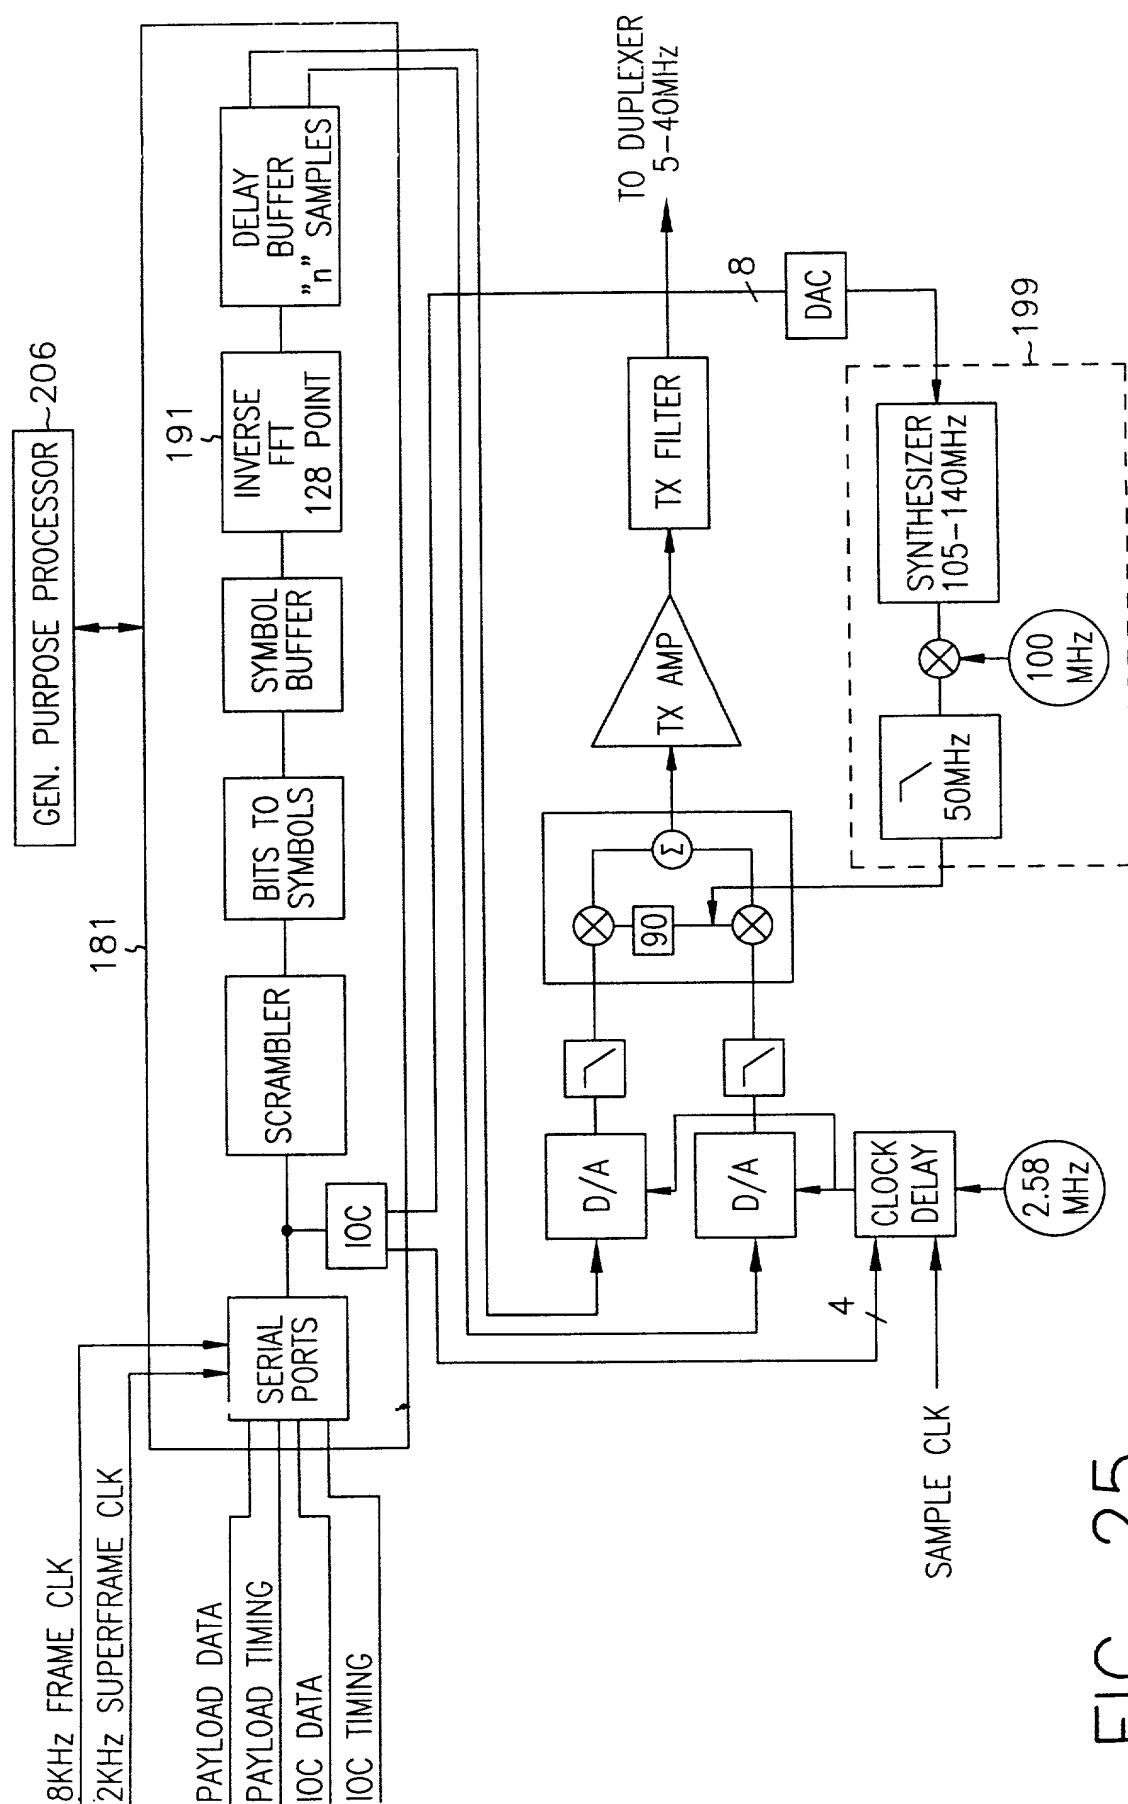 GEN. PURPOSE PROCESSOR
206
181
191
8KHz FRAME CLK
2KHz SUPERFRAME CLK
PAYLOAD DATA
PAYLOAD TIMING
IOC DATA
IOC TIMING
SERIAL
PORTS
IOC
SCRAMBLER
BITS TO
SYMBOLS
SYMBOL
BUFFER
INVERSE
FFT
128 POINT
DELAY
BUFFER
"n" SAMPLES
D/A
D/A
90
Σ
TX AMP
TX FILTER
TO DUPLEXER
5-40MHz
4
CLOCK
DELAY
2.58
MHz
SAMPLE CLK
8
DAC
199
SYNTHESIZER
105-140MHz
100
MHz
50MHz
FIG. 25